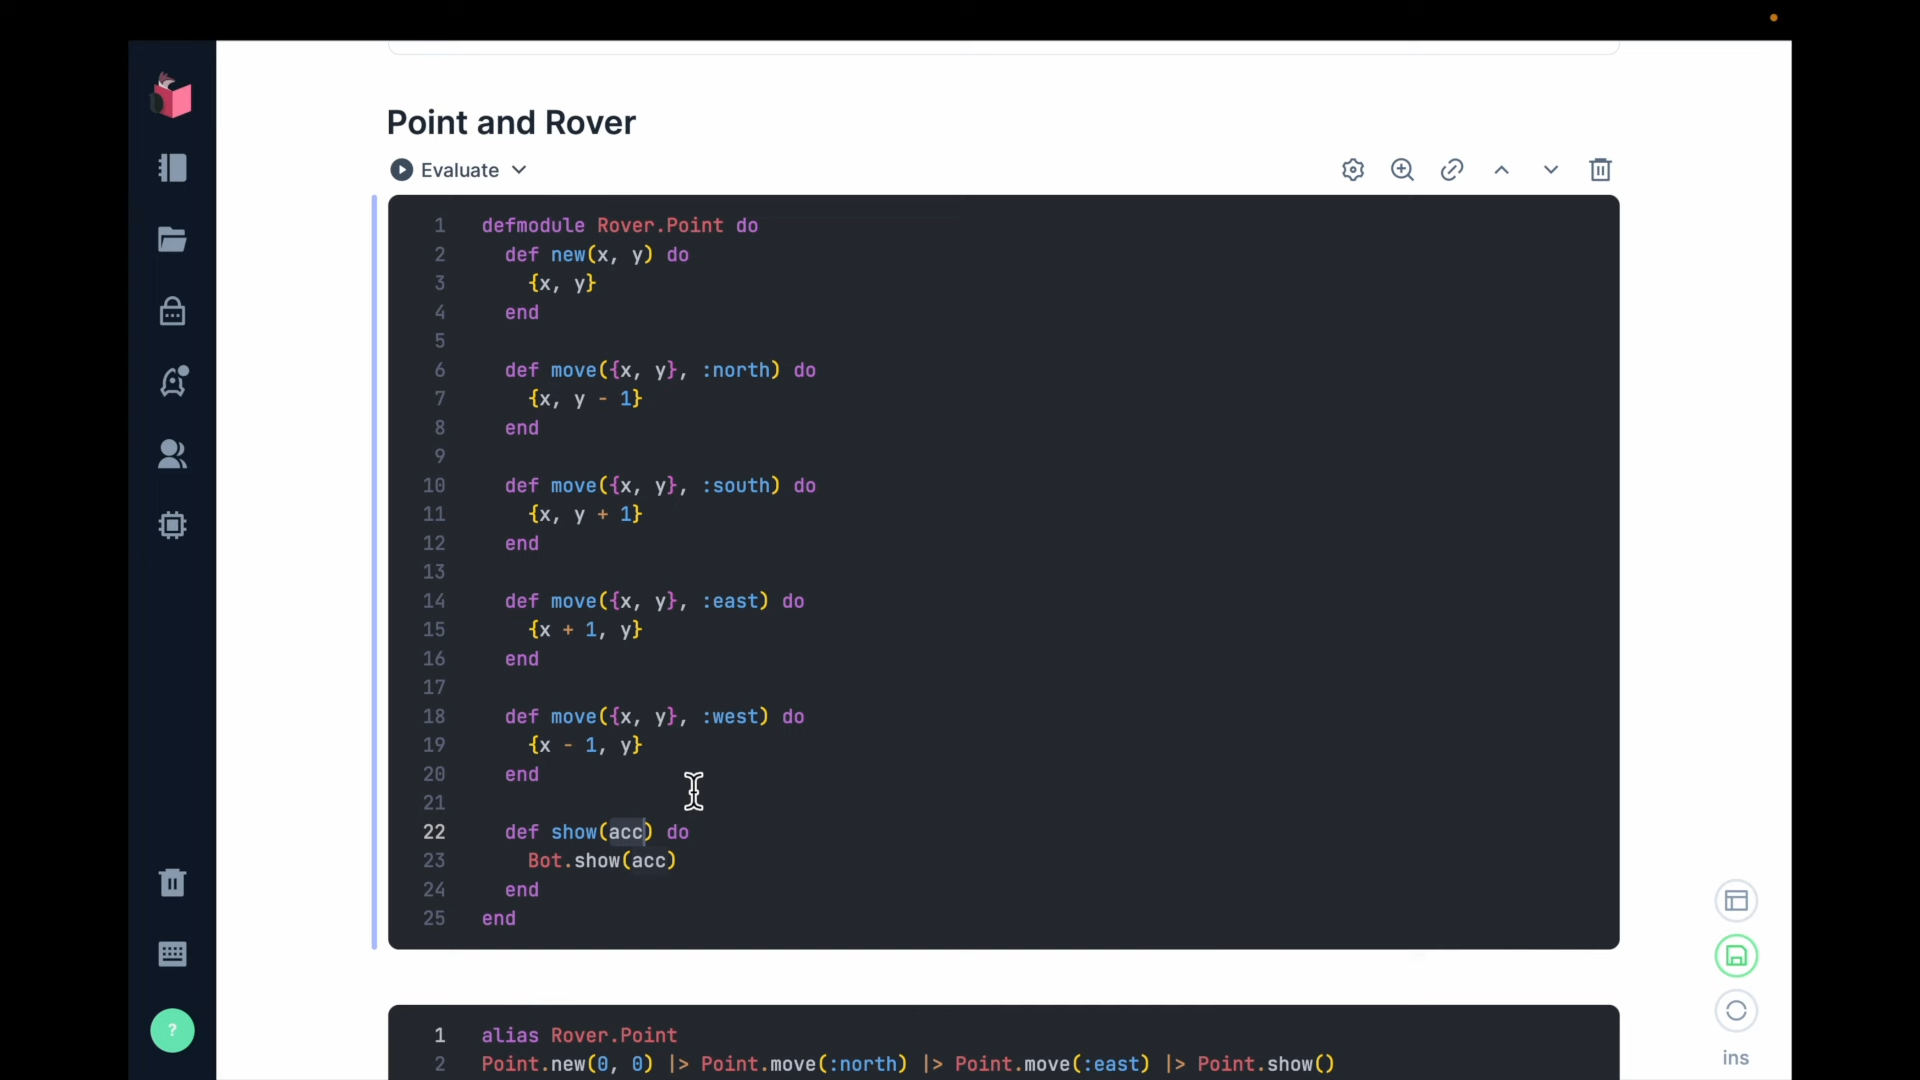 Point and Rover
Evaluate
1 defmodule Rover.Point do
2 def new(x, y) do
3 {x, y}
4 end
5
6 def move({x, y}, :north) do
7 {x, y - 1}
8 end
9
10 def move({x, y}, :south) do
11 {x, y + 1}
12 end
13
14 def move({x, y}, :east) do
15 {x + 1, y}
16 end
17
18 def move({x, y}, :west) do
19 {x - 1, y}
20 end
21
22 def show(acc) do
23 Bot.show(acc)
24 end
25 end
1 alias Rover.Point
2 Point.new(0, 0) |> Point.move(:north) |> Point.move(:east) |> Point.show()
?
ins